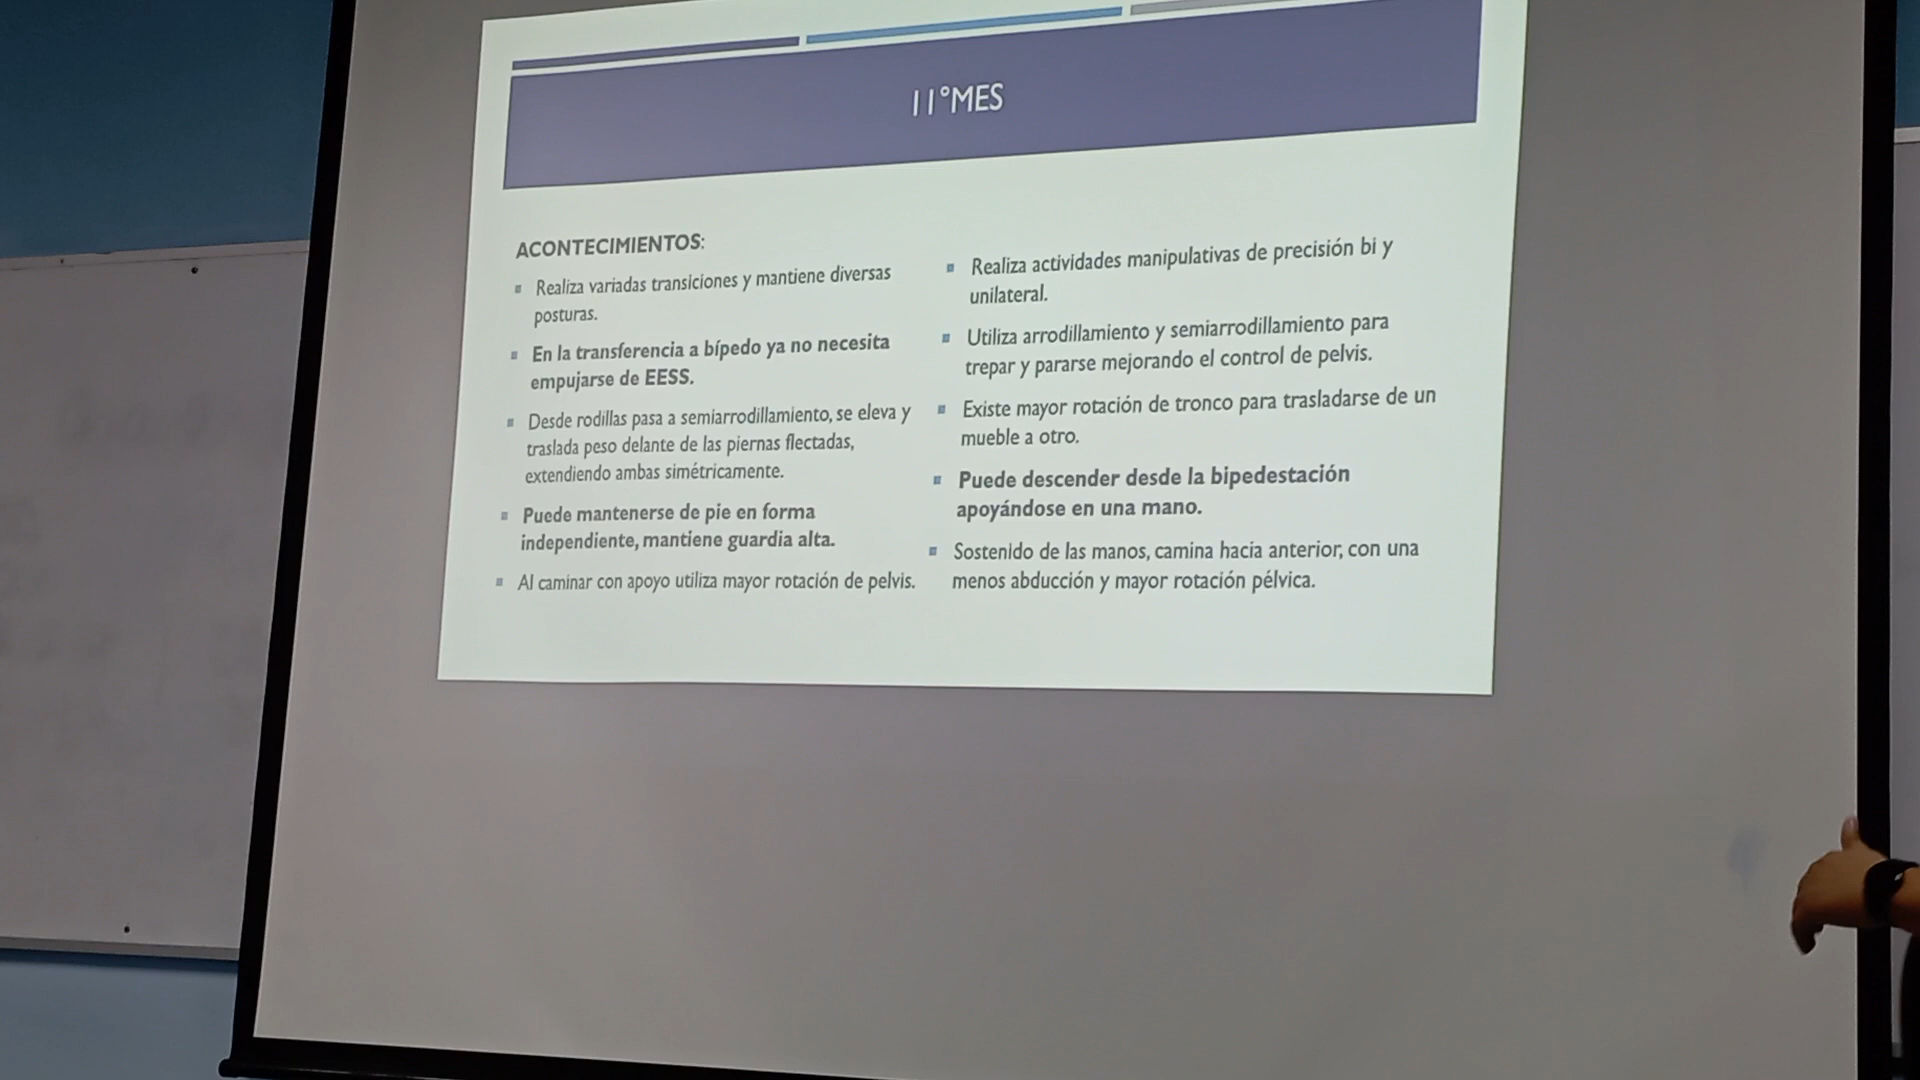 11°MES
ACONTECIMIENTOS:
Realiza variadas transiciones y mantiene diversas
posturas.
En la transferencia a bípedo ya no necesita
empujarse de EESS.
Desde rodillas pasa a semiarrodillamiento, se eleva y
traslada peso delante de las piernas flectadas,
extendiendo ambas simétricamente.
Puede mantenerse de pie en forma
independiente, mantiene guardia alta.
Al caminar con apoyo utiliza mayor rotación de pelvis.
Realiza actividades manipulativas de precisión bi y
unilateral.
Utiliza arrodillamiento y semiarrodillamiento para
trepar y pararse mejorando el control de pelvis.
Existe mayor rotación de tronco para trasladarse de un
mueble a otro.
Puede descender desde la bipedestación
apoyándose en una mano.
Sostenido de las manos, camina hacia anterior, con una
menos abducción y mayor rotación pélvica.